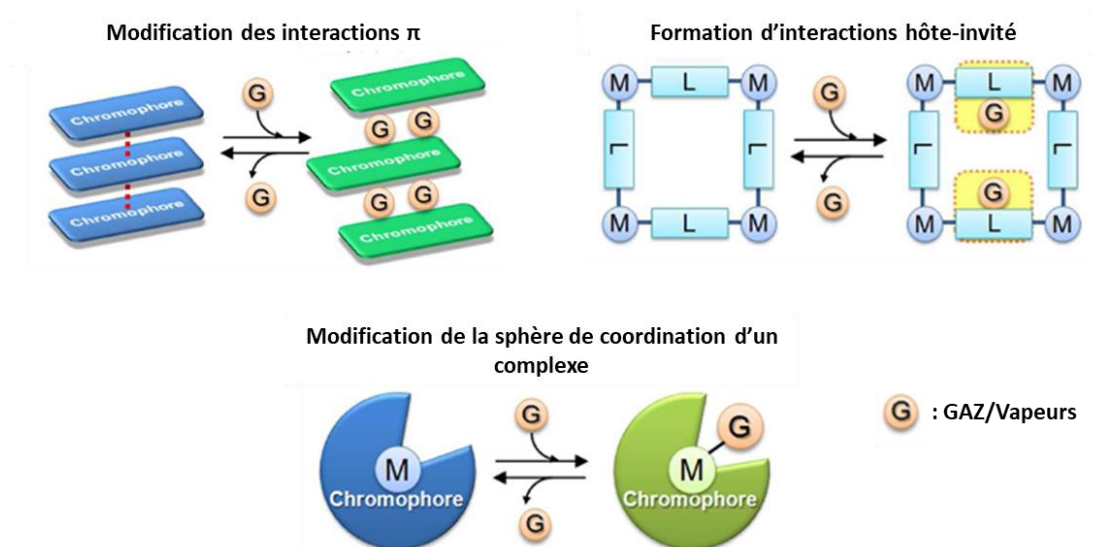 Modification des interactions π
Formation d’interactions hôte-invité
Chromophore
Chromophore
Chromophore
G
G
Chromophore
G
G
Chromophore
G
G
Chromophore
M
L
M
L
L
M
L
M
G
G
M
L
M
G
L
L
G
M
L
M
Modification de la sphère de coordination d’un
complexe
M
Chromophore
G
G
G
M
Chromophore
G
: GAZ/Vapeurs